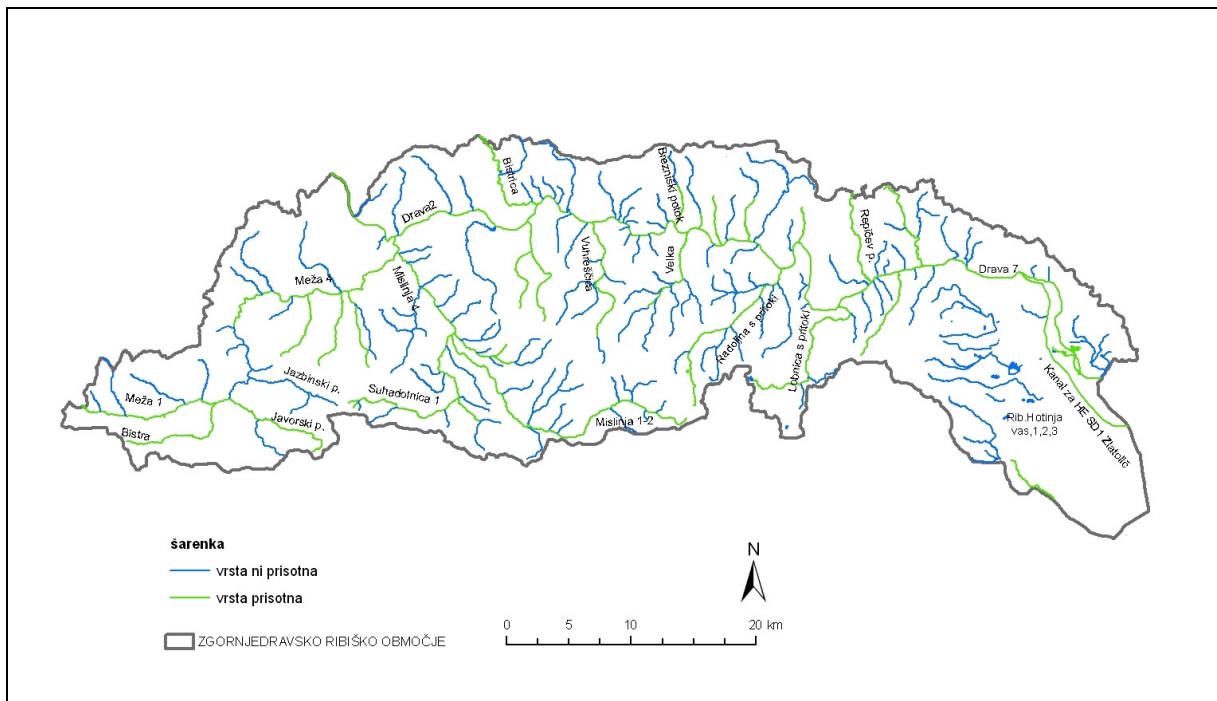 Bistrica
Brezniški potok
Drava2
Vuhreščica
Velka
Repičev p.
Drava 7
Meža 4
Mislinja 4
Radoljna s pritoki
Lobnica s pritoki
Jazbinski p.
Suhadolnica 1
Meža 1
Javorski p.
Bistra
Mislinja 1-2
Rib.Hotinja
vas,1,2,3
Kanal za HE SD1 Zlatoličje
šarenka
vrsta ni prisotna
vrsta prisotna
ZGORNJEDRAVSKO RIBIŠKO OBMOČJE
N
0 5 10 20 km